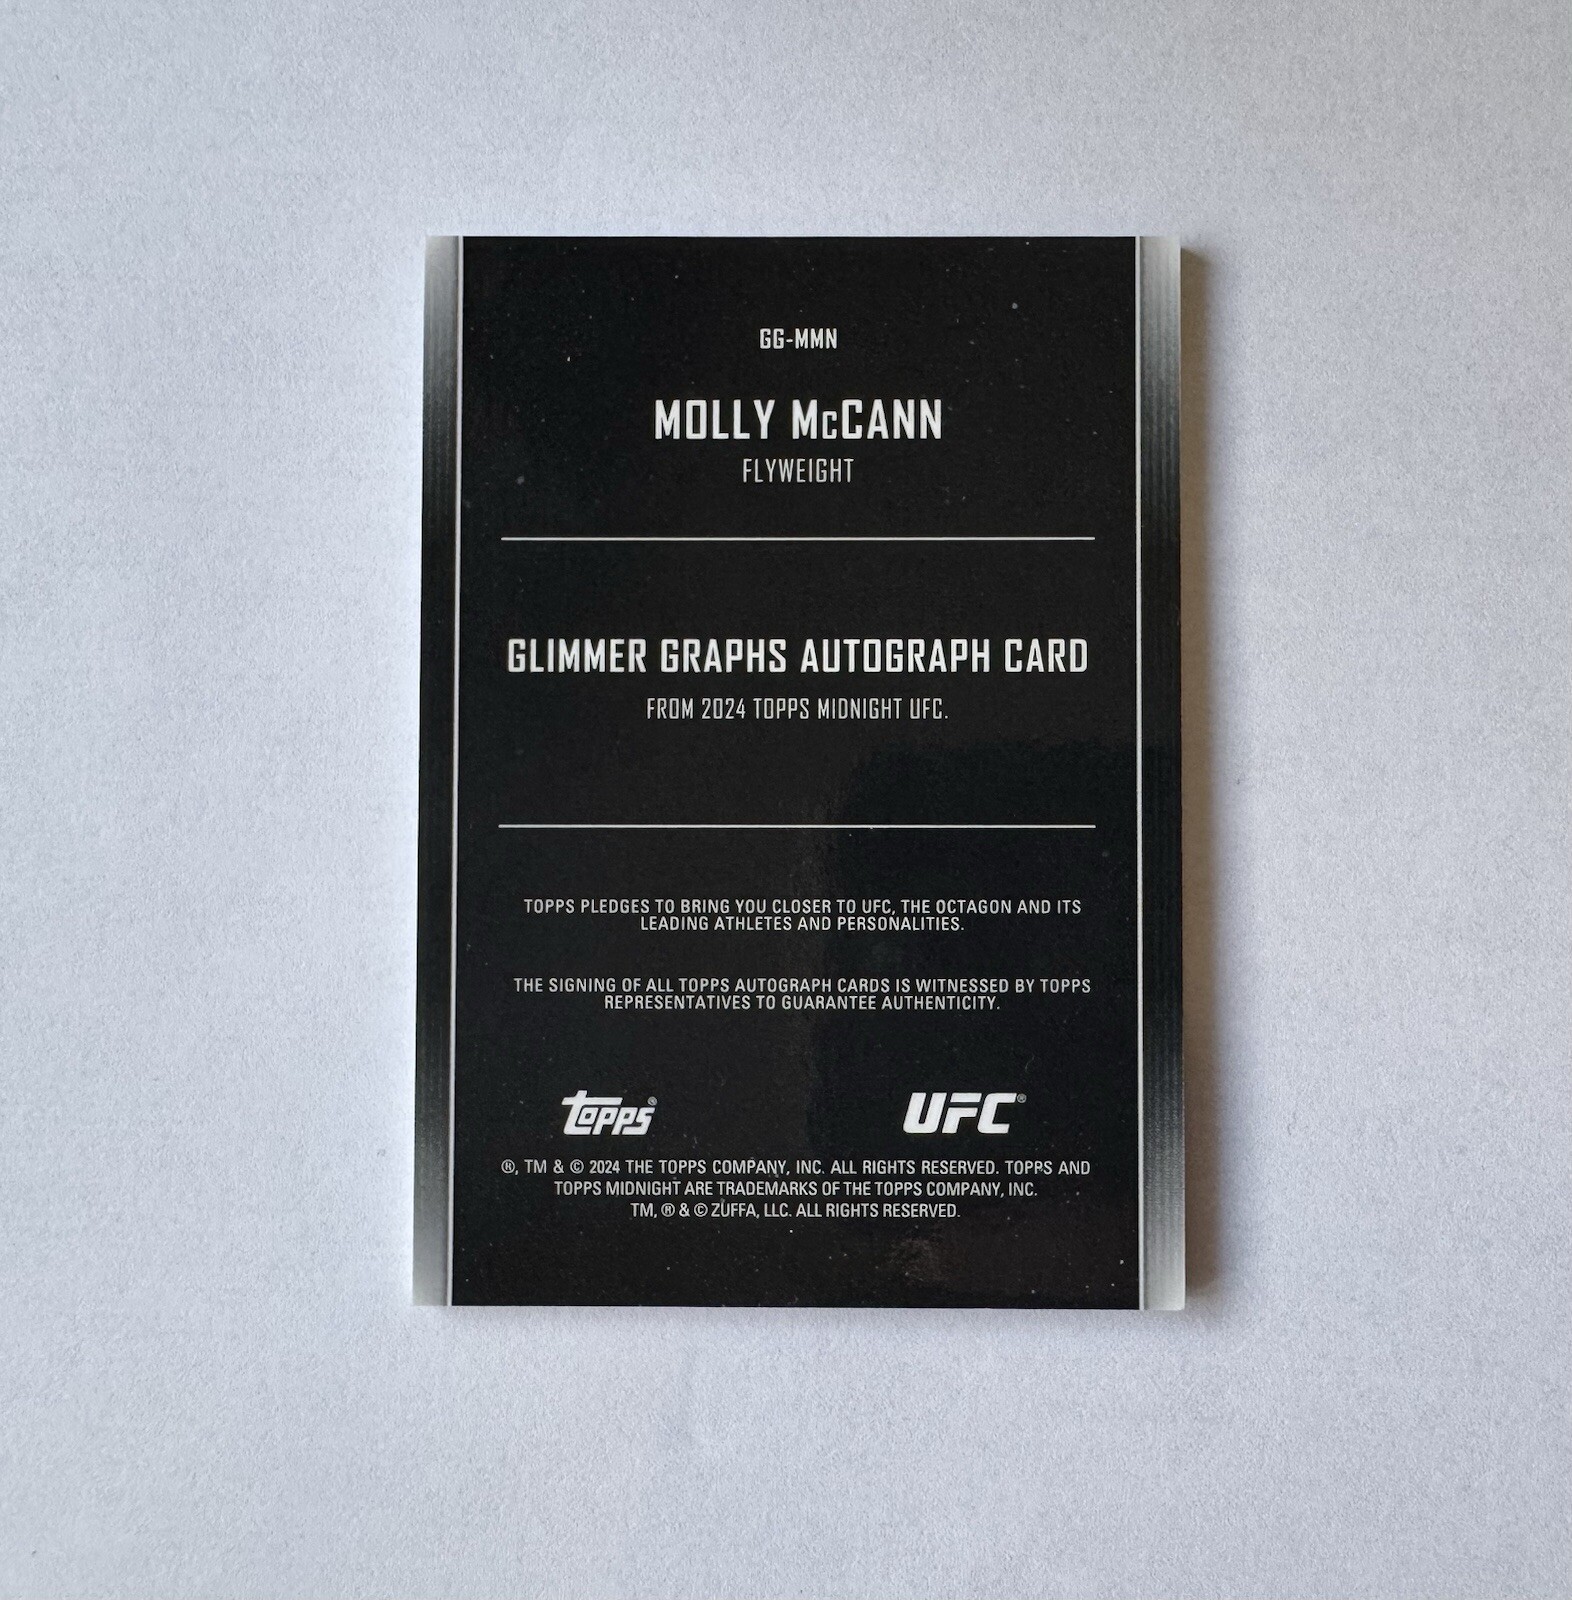 GG-MMN
MOLLY McCANN
FLYWEIGHT
GLIMMER GRAPHS AUTOGRAPH CARD
FROM 2024 TOPPS MIDNIGHT UFC.
TOPPS PLEDGES TO BRING YOU CLOSER TO UFC, THE OCTAGON AND ITS
LEADING ATHLETES AND PERSONALITIES.
THE SIGNING OF ALL TOPPS AUTOGRAPH CARDS IS WITNESSED BY TOPPS
REPRESENTATIVES TO GUARANTEE AUTHENTICITY.
topps® UFC®
®, TM & © 2024 THE TOPPS COMPANY, INC. ALL RIGHTS RESERVED. TOPPS AND
TOPPS MIDNIGHT ARE TRADEMARKS OF THE TOPPS COMPANY, INC.
TM, ® & © ZUFFA, LLC. ALL RIGHTS RESERVED.